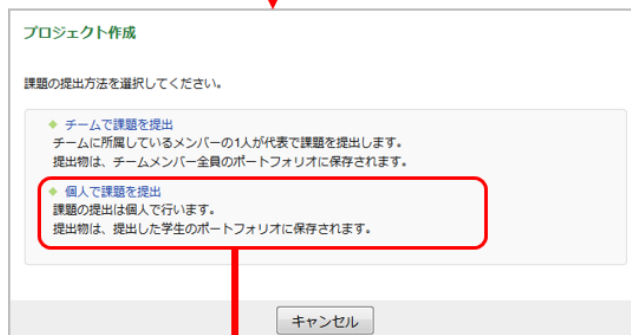 プロジェクト作成
課題の提出方法を選択してください。
チームで課題を提出
チームに所属しているメンバーの1人が代表で課題を提出します。
提出物は、チームメンバー全員のポートフォリオに保存されます。
個人で課題を提出
課題の提出は個人で行います。
提出物は、提出した学生のポートフォリオに保存されます。
キャンセル